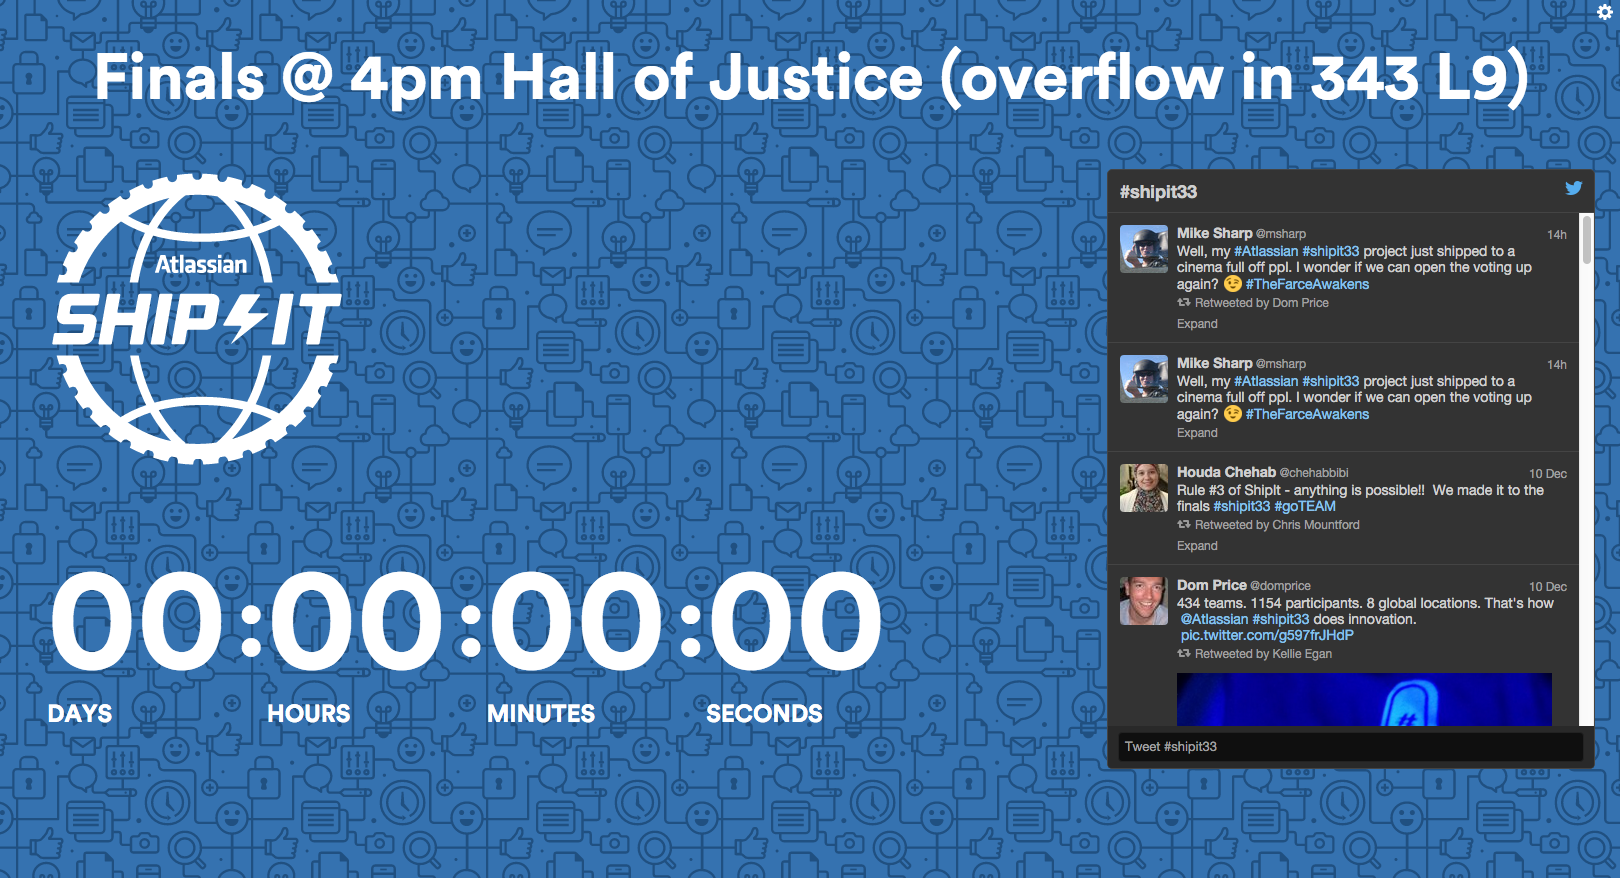 Finals @ 4pm Hall of Justice (overflow in 343 L9)
Atlassian
SHIP IT
00:00:00:00
DAYS HOURS MINUTES SECONDS
#shipit33
Mike Sharp @msharp 14h
Well, my #Atlassian #shipit33 project just shipped to a
cinema full off ppl. I wonder if we can open the voting up
again? 😉 #TheFarceAwakens
Retweeted by Dom Price
Expand
Mike Sharp @msharp 14h
Well, my #Atlassian #shipit33 project just shipped to a
cinema full off ppl. I wonder if we can open the voting up
again? 😉 #TheFarceAwakens
Expand
Houda Chehab @chehabbibi 10 Dec
Rule #3 of ShipIt - anything is possible!! We made it to the
finals #shipit33 #goTEAM
Retweeted by Chris Mountford
Expand
Dom Price @domprice 10 Dec
434 teams. 1154 participants. 8 global locations. That's how
@Atlassian #shipit33 does innovation.
pic.twitter.com/g597frJHdP
Retweeted by Kellie Egan
#
Tweet #shipit33